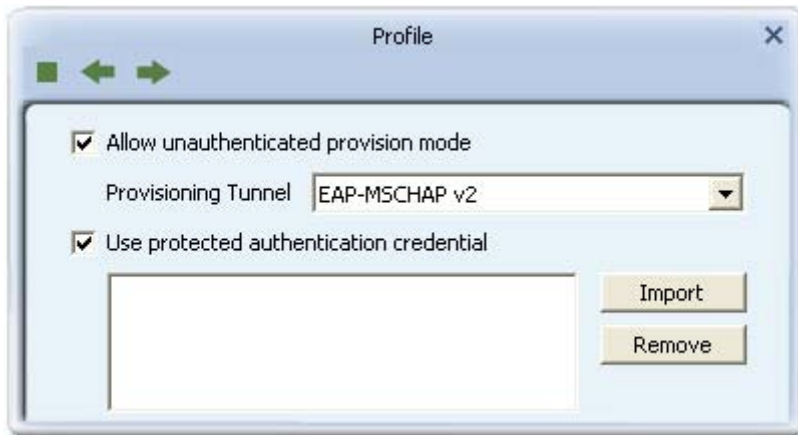 Profile
Allow unauthenticated provision mode
Provisioning Tunnel EAP-MSCHAP v2
Use protected authentication credential
Import
Remove